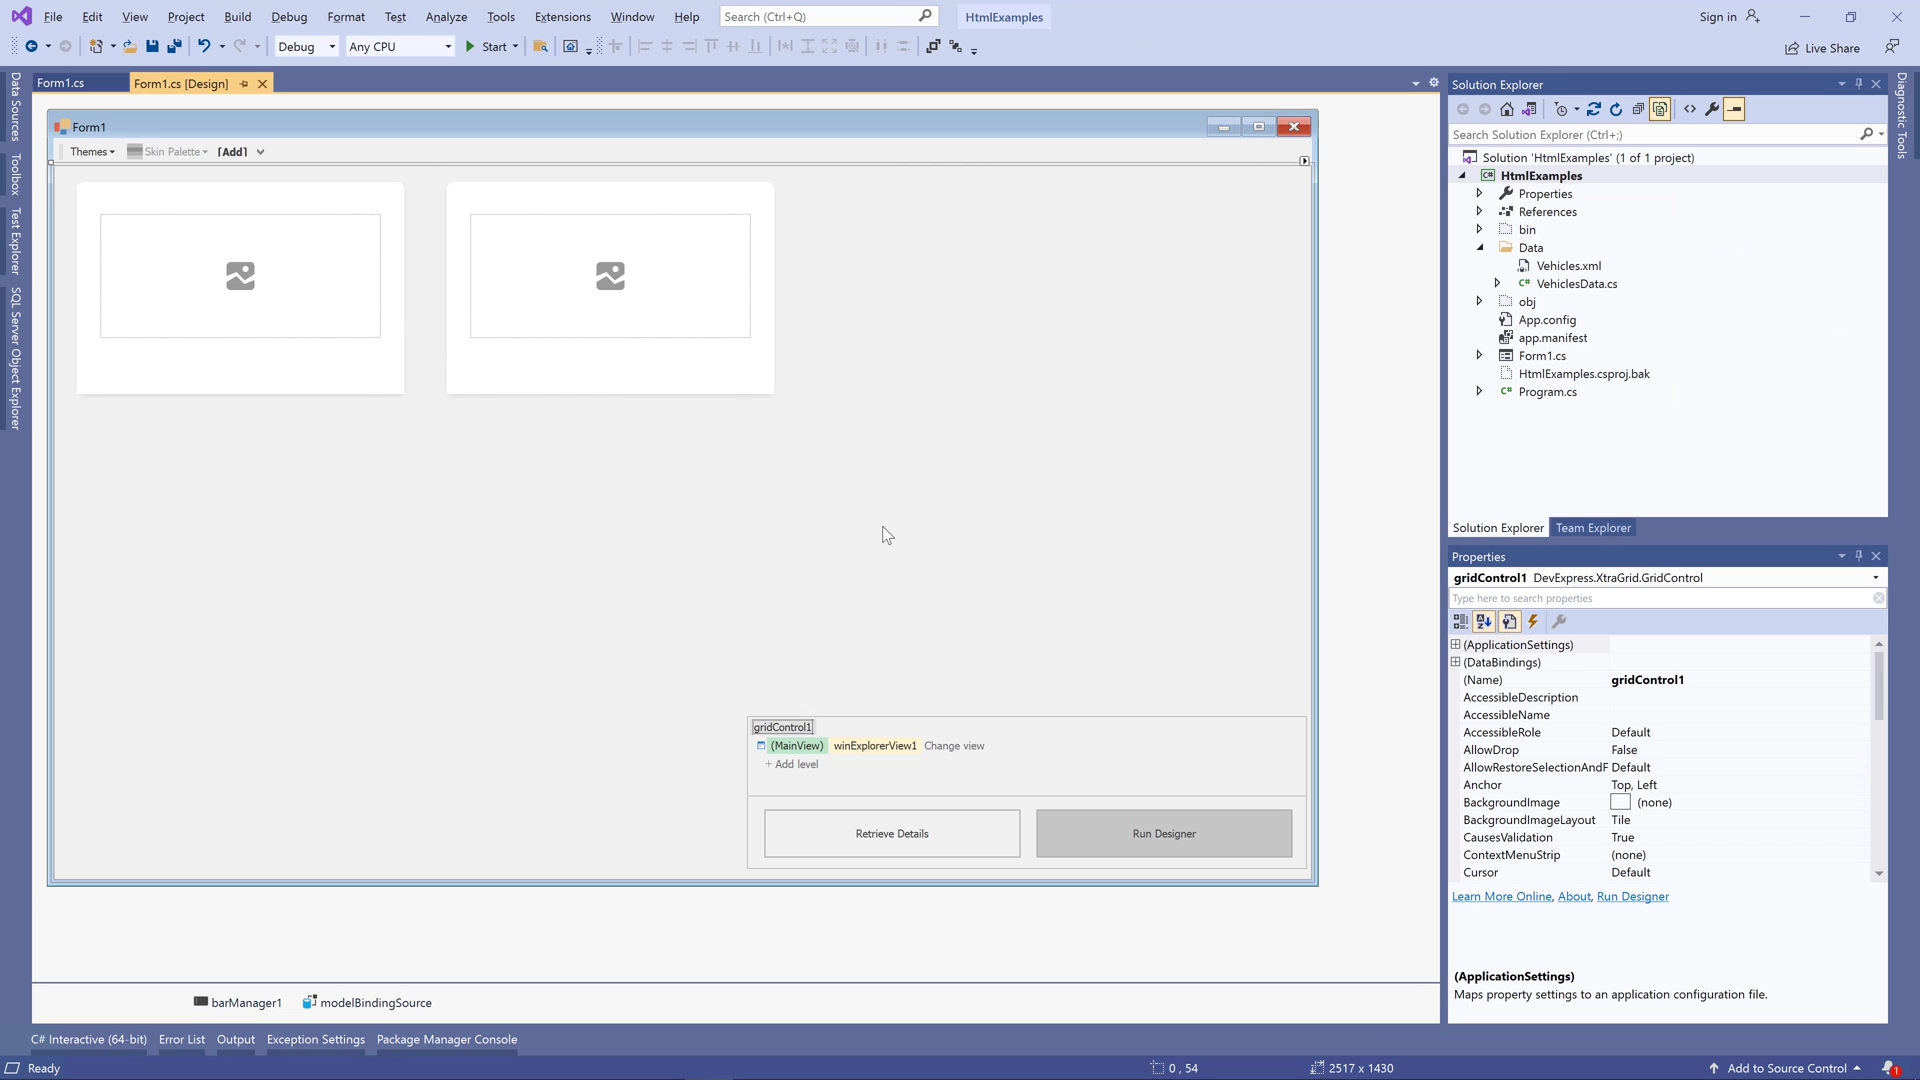 File Edit View Project Build Debug Format Test Analyze Tools Extensions Window Help Search (Ctrl+Q) HtmlExamples Sign in
Debug Any CPU Start Live Share
Form1.cs Form1.cs [Design]
Data Sources
Toolbox
Test Explorer
SQL Server Object Explorer
Form1
Themes Skin Palette [Add]
gridControl1
(MainView) winExplorerView1 Change view
+ Add level
Retrieve Details Run Designer
barManager1 modelBindingSource
Solution Explorer
Search Solution Explorer (Ctrl+;)
Solution 'HtmlExamples' (1 of 1 project)
C# HtmlExamples
Properties
References
bin
Data
Vehicles.xml
C# VehiclesData.cs
obj
App.config
app.manifest
Form1.cs
HtmlExamples.csproj.bak
C# Program.cs
Solution Explorer Team Explorer
Diagnostic Tools
Properties
gridControl1 DevExpress.XtraGrid.GridControl
Type here to search properties
(ApplicationSettings)
(DataBindings)
(Name) gridControl1
AccessibleDescription
AccessibleName
AccessibleRole Default
AllowDrop False
AllowRestoreSelectionAndF Default
Anchor Top, Left
BackgroundImage (none)
BackgroundImageLayout Tile
CausesValidation True
ContextMenuStrip (none)
Cursor Default
Learn More Online, About, Run Designer
(ApplicationSettings)
Maps property settings to an application configuration file.
C# Interactive (64-bit) Error List Output Exception Settings Package Manager Console
Ready 0 , 54 2517 x 1430 Add to Source Control 1